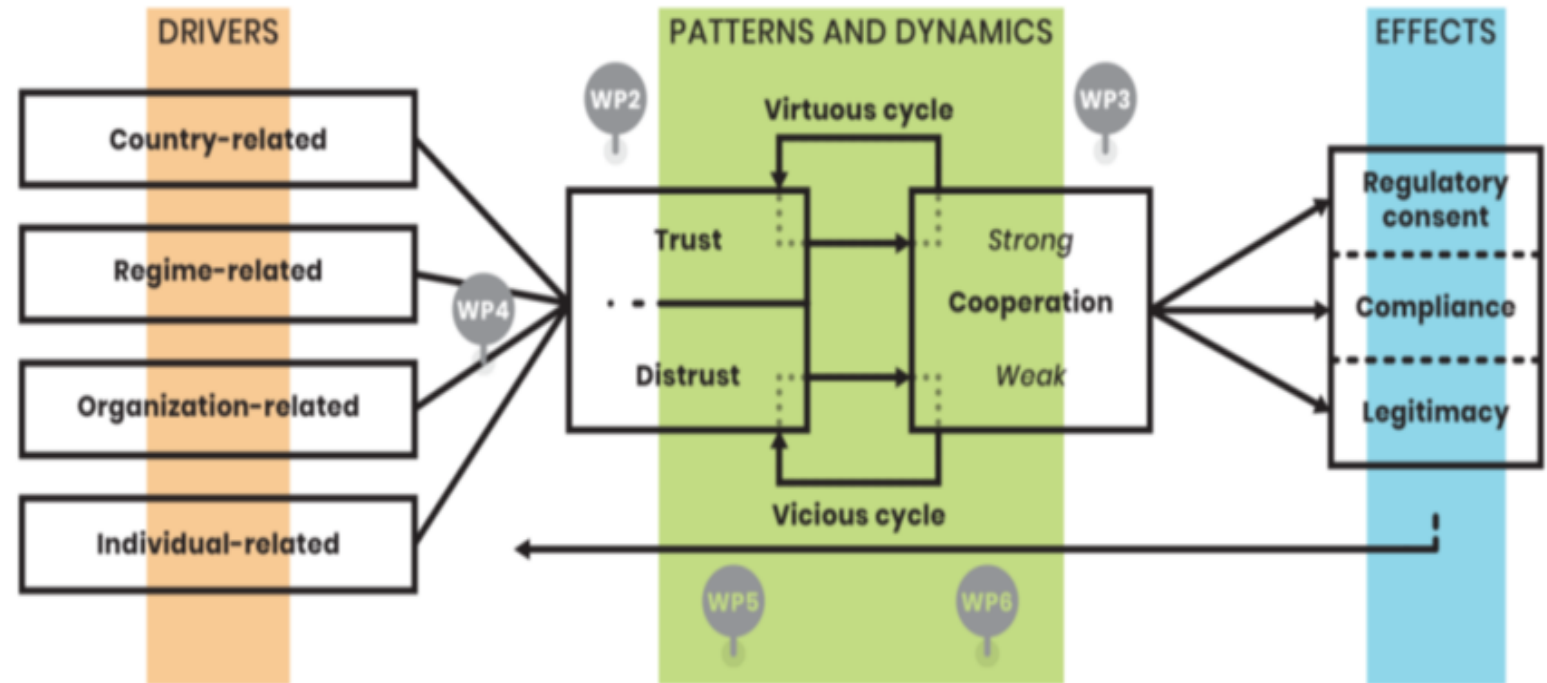 DRIVERS
PATTERNS AND DYNAMICS
EFFECTS
WP2
WP3
Virtuous cycle
Country-related
Regime-related
WP4
Organization-related
Individual-related
Trust
Distrust
Strong
Cooperation
Weak
Regulatory
consent
Compliance
Legitimacy
Vicious cycle
WP5
WP6